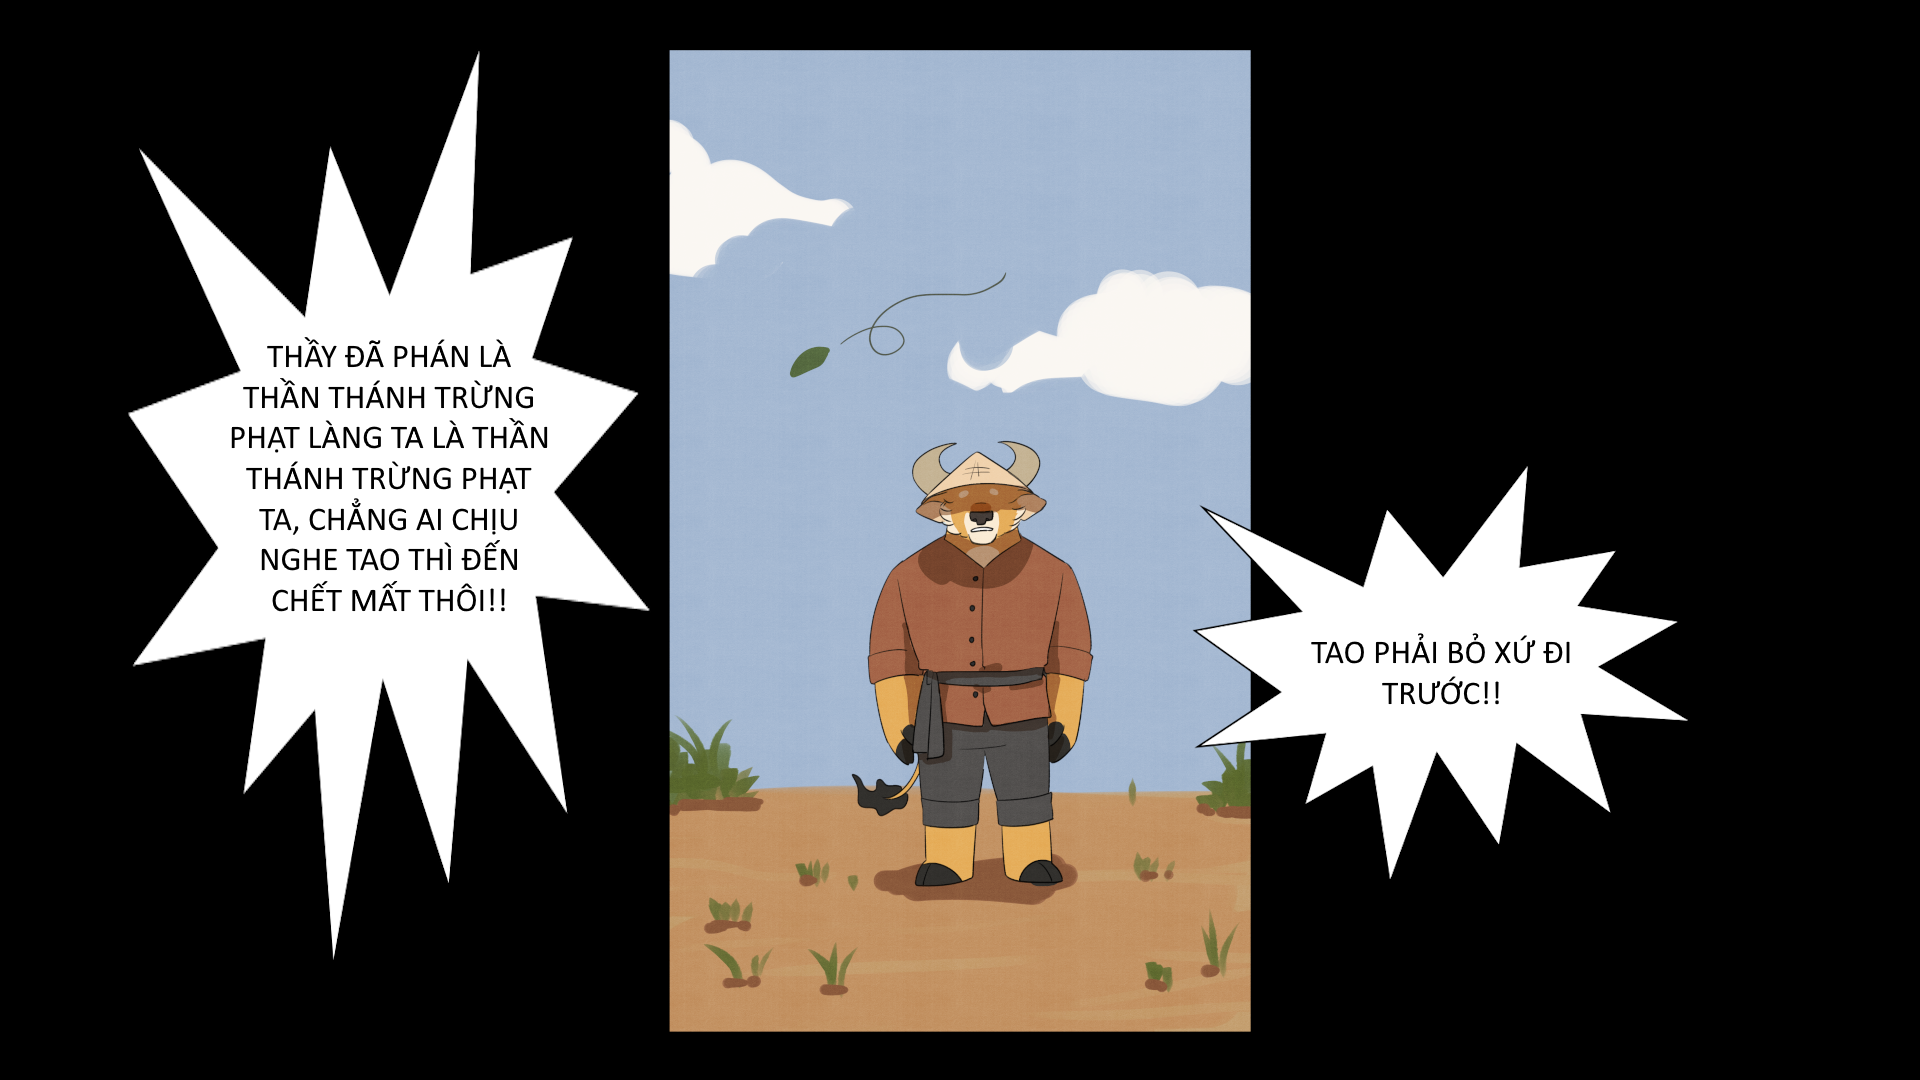 THẦY ĐÃ PHÁN LÀ
THẦN THÁNH TRỪNG
PHẠT LÀNG TA LÀ THẦN
THÁNH TRỪNG PHẠT
TA, CHẲNG AI CHỊU
NGHE TAO THÌ ĐẾN
CHẾT MẤT THÔI!!
TAO PHẢI BỎ XỨ ĐI
TRƯỚC!!